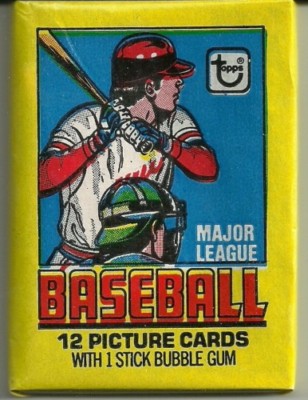 topps
MAJOR
LEAGUE
BASEBALL
12 PICTURE CARDS
WITH 1 STICK BUBBLE GUM